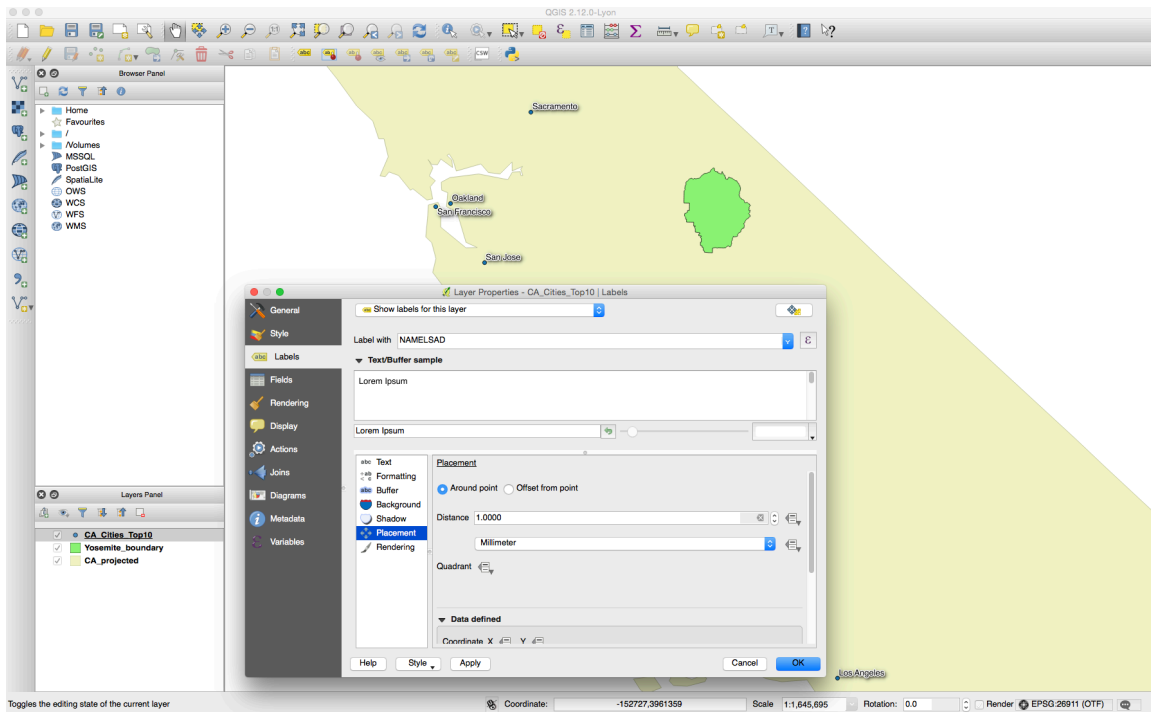 QGIS 2.12.0-Lyon
CSW
Browser Panel
Home
Favourites
/
/Volumes
MSSQL
PostGIS
SpatiaLite
OWS
WCS
WFS
WMS
Sacramento
Oakland
San Francisco
San Jose
Layer Properties - CA_Cities_Top10 | Labels
General
Style
abc Labels
Fields
Rendering
Display
Actions
Joins
Diagrams
Metadata
Variables
Show labels for this layer
Label with NAMELSAD ε
Text/Buffer sample
Lorem Ipsum
Lorem Ipsum
abc Text
Formatting
abc Buffer
Background
Shadow
Placement
Rendering
Placement
Around point Offset from point
Distance 1.0000
Millimeter
Quadrant
Data defined
Coordinate X Y
Help Style Apply Cancel OK
Layers Panel
CA_Cities_Top10
Yosemite_boundary
CA_projected
Los Angeles
Toggles the editing state of the current layer Coordinate: -152727,3961359 Scale 1:1,645,695 Rotation: 0.0 Render EPSG:26911 (OTF)